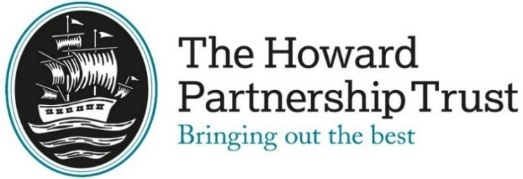 The Howard
Partnership Trust
Bringing out the best